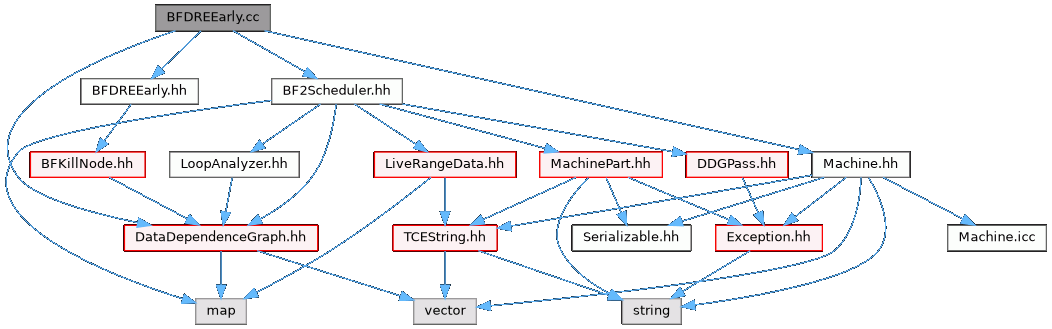 BFDREEarly.cc
BFDREEarly.hh
BF2Scheduler.hh
BFKillNode.hh
LoopAnalyzer.hh
LiveRangeData.hh
MachinePart.hh
DDGPass.hh
Machine.hh
DataDependenceGraph.hh
TCEString.hh
Serializable.hh
Exception.hh
Machine.icc
map
vector
string